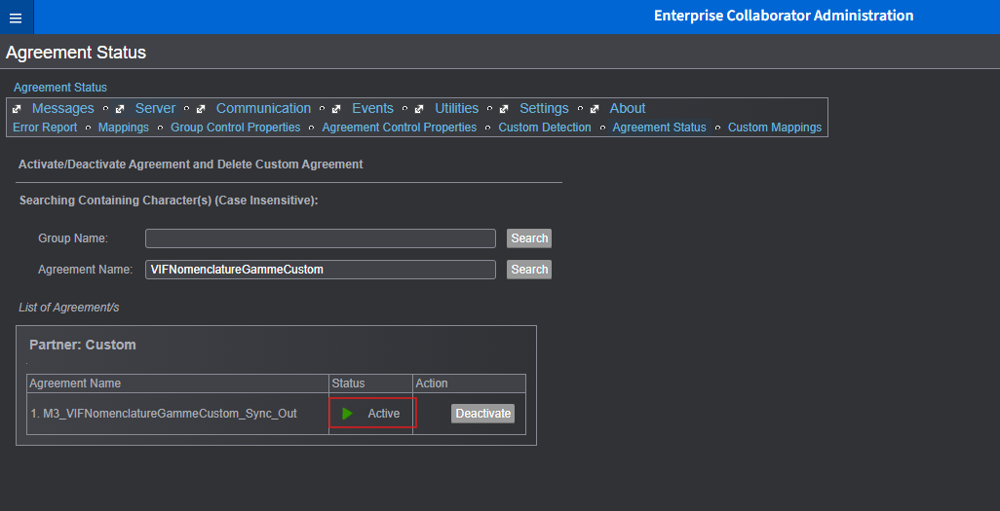 Enterprise Collaborator Administration
Agreement Status
Agreement Status
Messages Server Communication Events Utilities Settings About
Error Report Mappings Group Control Properties Agreement Control Properties Custom Detection Agreement Status Custom Mappings
Activate/Deactivate Agreement and Delete Custom Agreement
Searching Containing Character(s) (Case Insensitive):
Group Name: Search
Agreement Name: VIFNomenclatureGammeCustom Search
List of Agreement/s
Partner: Custom
Agreement Name Status Action
1. M3_VIFNomenclatureGammeCustom_Sync_Out Active Deactivate